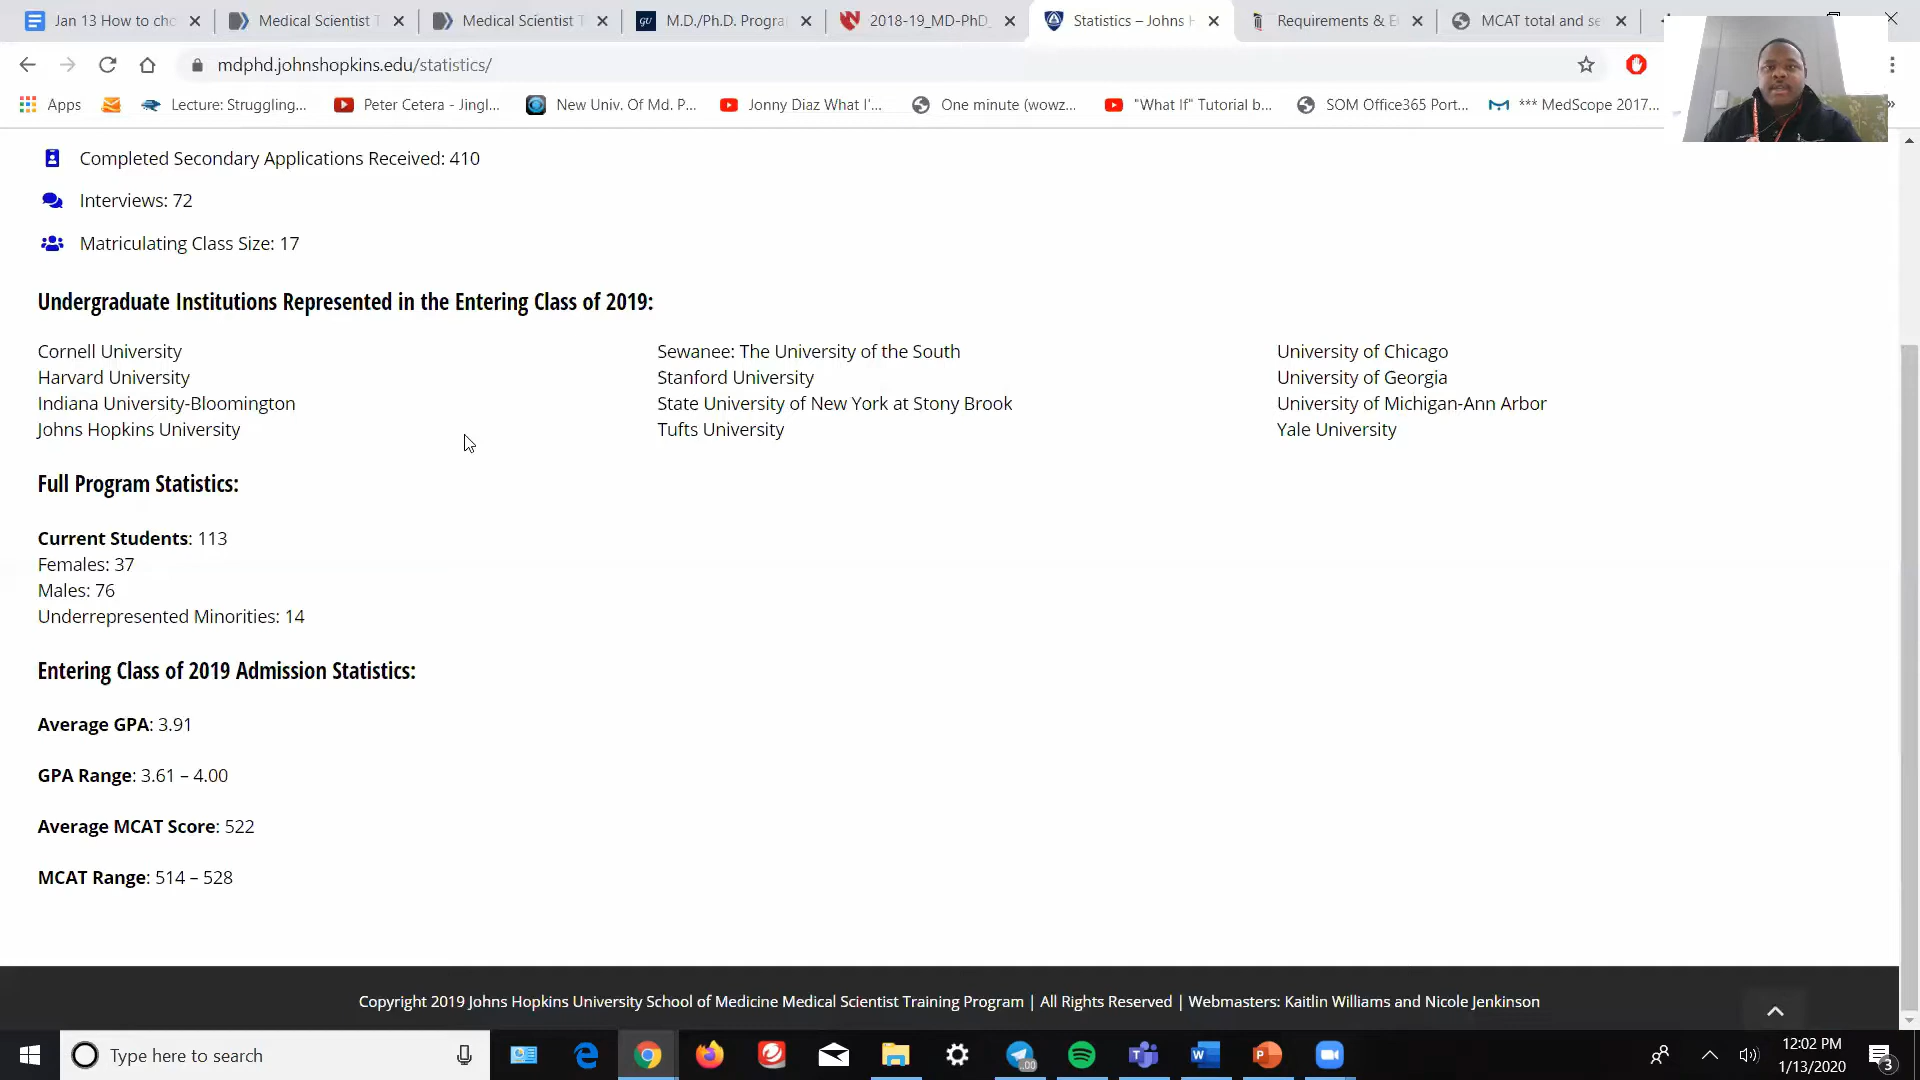 Jan 13 How to cho
Medical Scientist T
Medical Scientist T
GU
M.D./Ph.D. Progra
2018-19_MD-PhD_
Statistics – Johns H
Requirements & E
MCAT total and se
mdphd.johnshopkins.edu/statistics/
Apps
Lecture: Struggling...
Peter Cetera - Jingl...
New Univ. Of Md. P...
Jonny Diaz What I'...
One minute (wowz...
"What If" Tutorial b...
SOM Office365 Port...
*** MedScope 2017...
Completed Secondary Applications Received: 410
Interviews: 72
Matriculating Class Size: 17
Undergraduate Institutions Represented in the Entering Class of 2019:
Cornell University
Harvard University
Indiana University-Bloomington
Johns Hopkins University
Sewanee: The University of the South
Stanford University
State University of New York at Stony Brook
Tufts University
University of Chicago
University of Georgia
University of Michigan-Ann Arbor
Yale University
Full Program Statistics:
Current Students: 113
Females: 37
Males: 76
Underrepresented Minorities: 14
Entering Class of 2019 Admission Statistics:
Average GPA: 3.91
GPA Range: 3.61 – 4.00
Average MCAT Score: 522
MCAT Range: 514 – 528
Copyright 2019 Johns Hopkins University School of Medicine Medical Scientist Training Program | All Rights Reserved | Webmasters: Kaitlin Williams and Nicole Jenkinson
Type here to search
.00
12:02 PM
1/13/2020
3